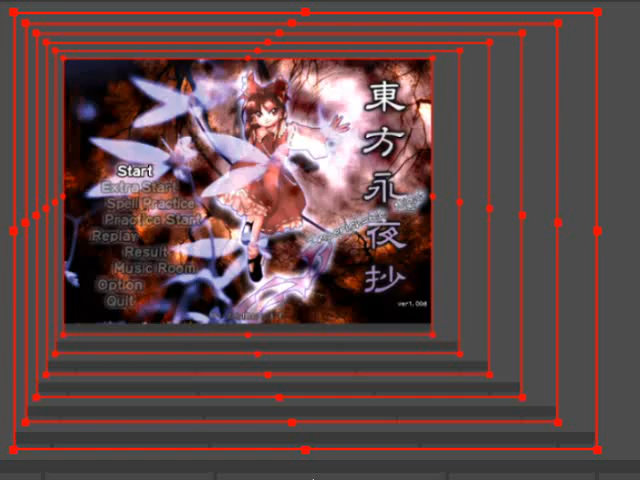 Start
Extra Start
Spell Practice
Practice Start
Replay
Result
Music Room
Option
Quit
東方永夜抄
ver1.00d